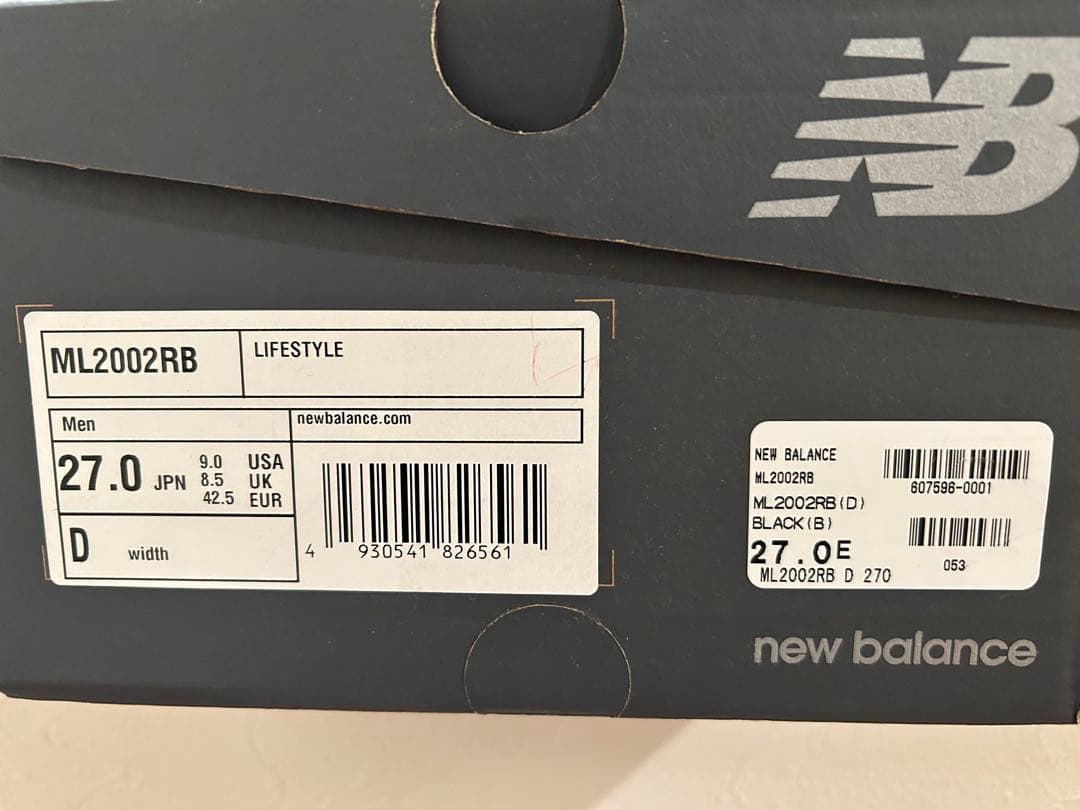 NB
ML2002RB
LIFESTYLE
Men
newbalance.com
27.0 JPN
9.0 USA
8.5 UK
42.5 EUR
D width
4 930541 826561
NEW BALANCE
ML2002RB
607596-0001
ML2002RB(D)
BLACK(B)
27.0E
053
ML2002RB D 270
new balance